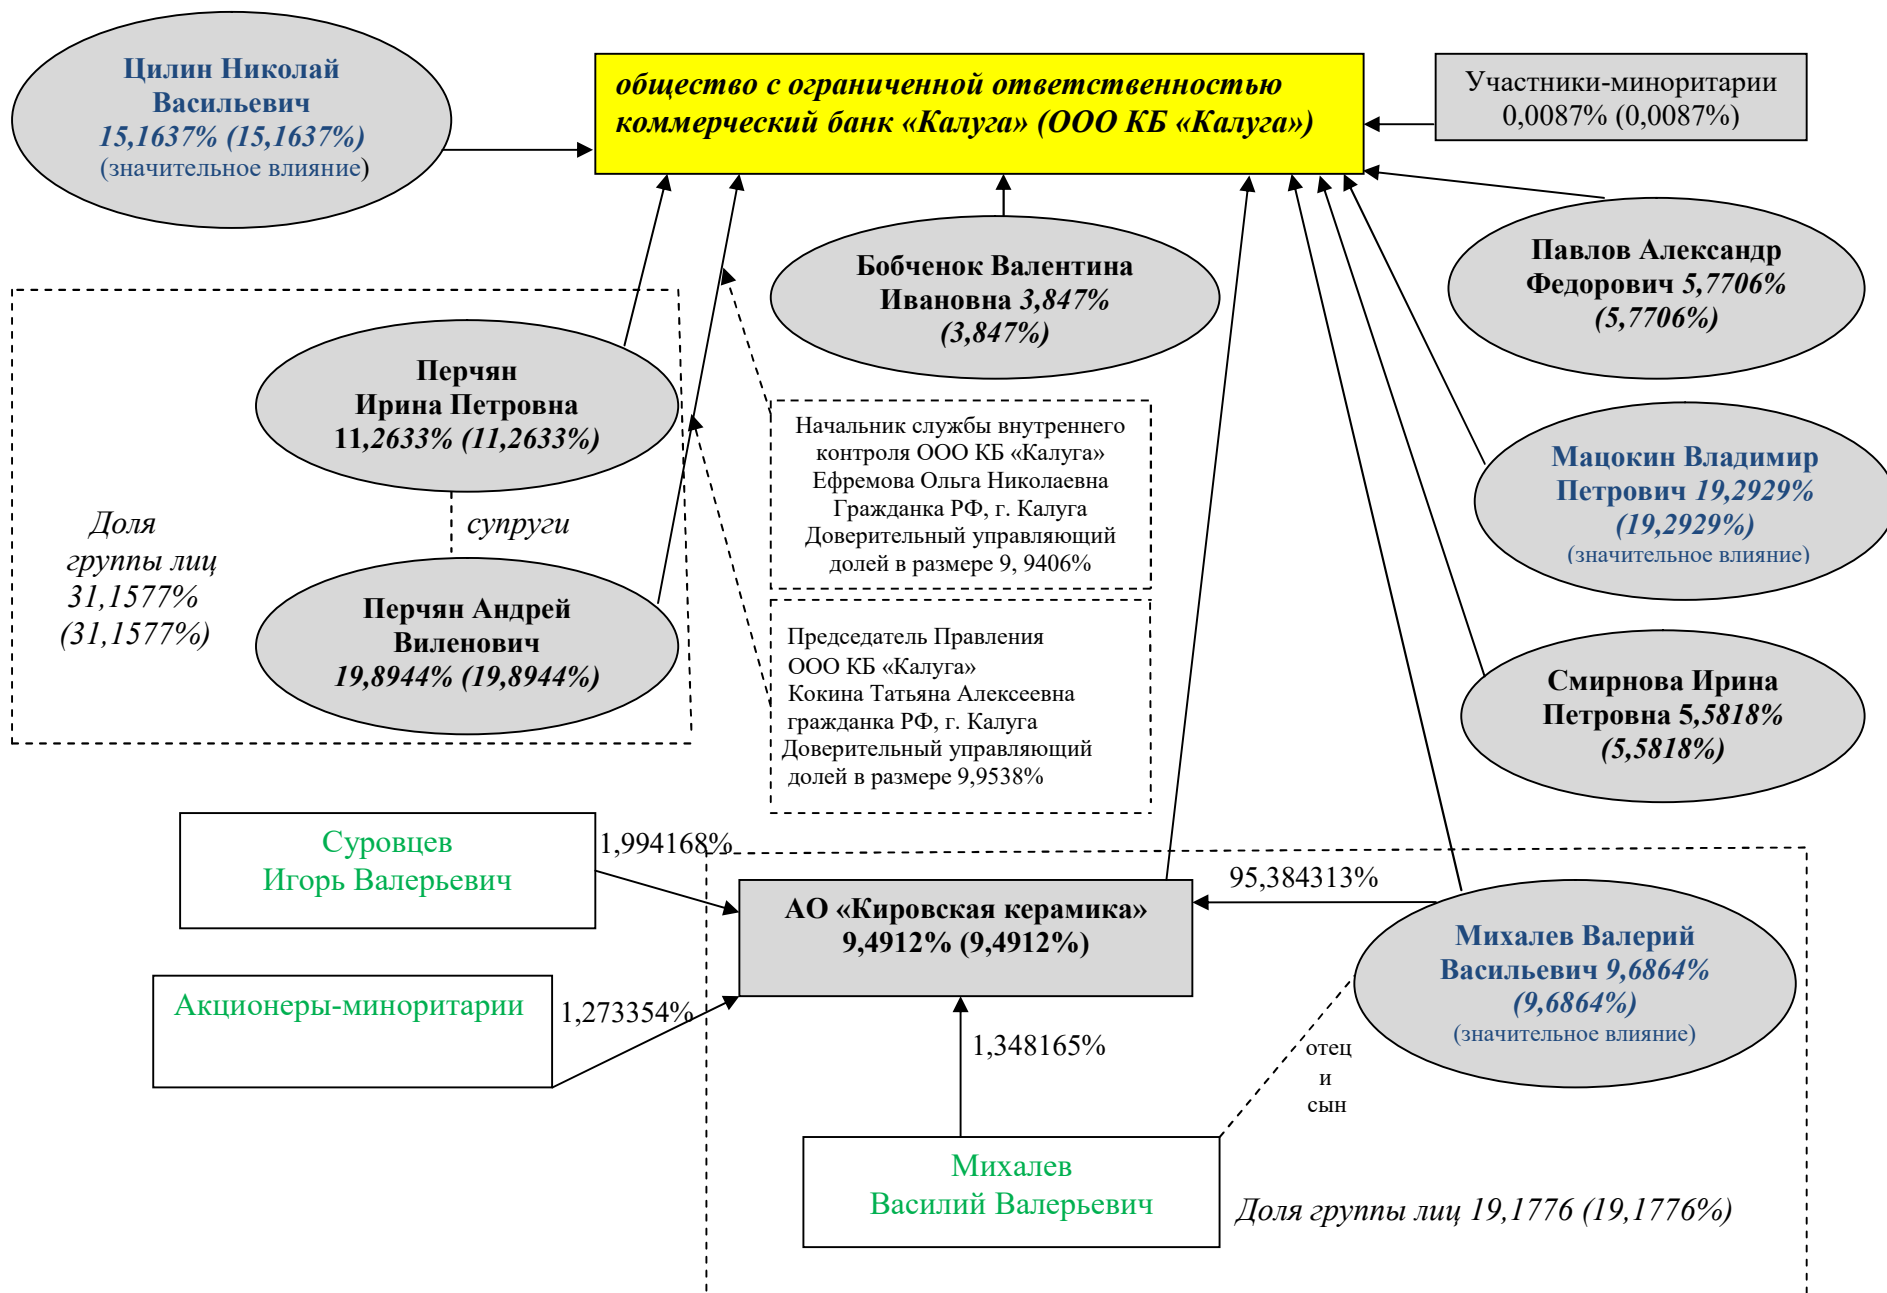 Цилин Николай
Васильевич
15,1637% (15,1637%)
(значительное влияние)
общество с ограниченной ответственностью
коммерческий банк «Калуга» (ООО КБ «Калуга»)
Участники-миноритарии
0,0087% (0,0087%)
Бобченок Валентина
Ивановна 3,847%
(3,847%)
Павлов Александр
Федорович 5,7706%
(5,7706%)
Перчян
Ирина Петровна
11,2633% (11,2633%)
супруги
Доля
группы лиц
31,1577%
(31,1577%)
Перчян Андрей
Виленович
19,8944% (19,8944%)
Начальник службы внутреннего
контроля ООО КБ «Калуга»
Ефремова Ольга Николаевна
Гражданка РФ, г. Калуга
Доверительный управляющий
долей в размере 9, 9406%
Председатель Правления
ООО КБ «Калуга»
Кокина Татьяна Алексеевна
гражданка РФ, г. Калуга
Доверительный управляющий
долей в размере 9,9538%
Мацокин Владимир
Петрович 19,2929%
(19,2929%)
(значительное влияние)
Смирнова Ирина
Петровна 5,5818%
(5,5818%)
Суровцев
Игорь Валерьевич
1,994168%
АО «Кировская керамика»
9,4912% (9,4912%)
95,384313%
Михалев Валерий
Васильевич 9,6864%
(9,6864%)
(значительное влияние)
Акционеры-миноритарии
1,273354%
1,348165%
отец
и
сын
Михалев
Василий Валерьевич
Доля группы лиц 19,1776 (19,1776%)